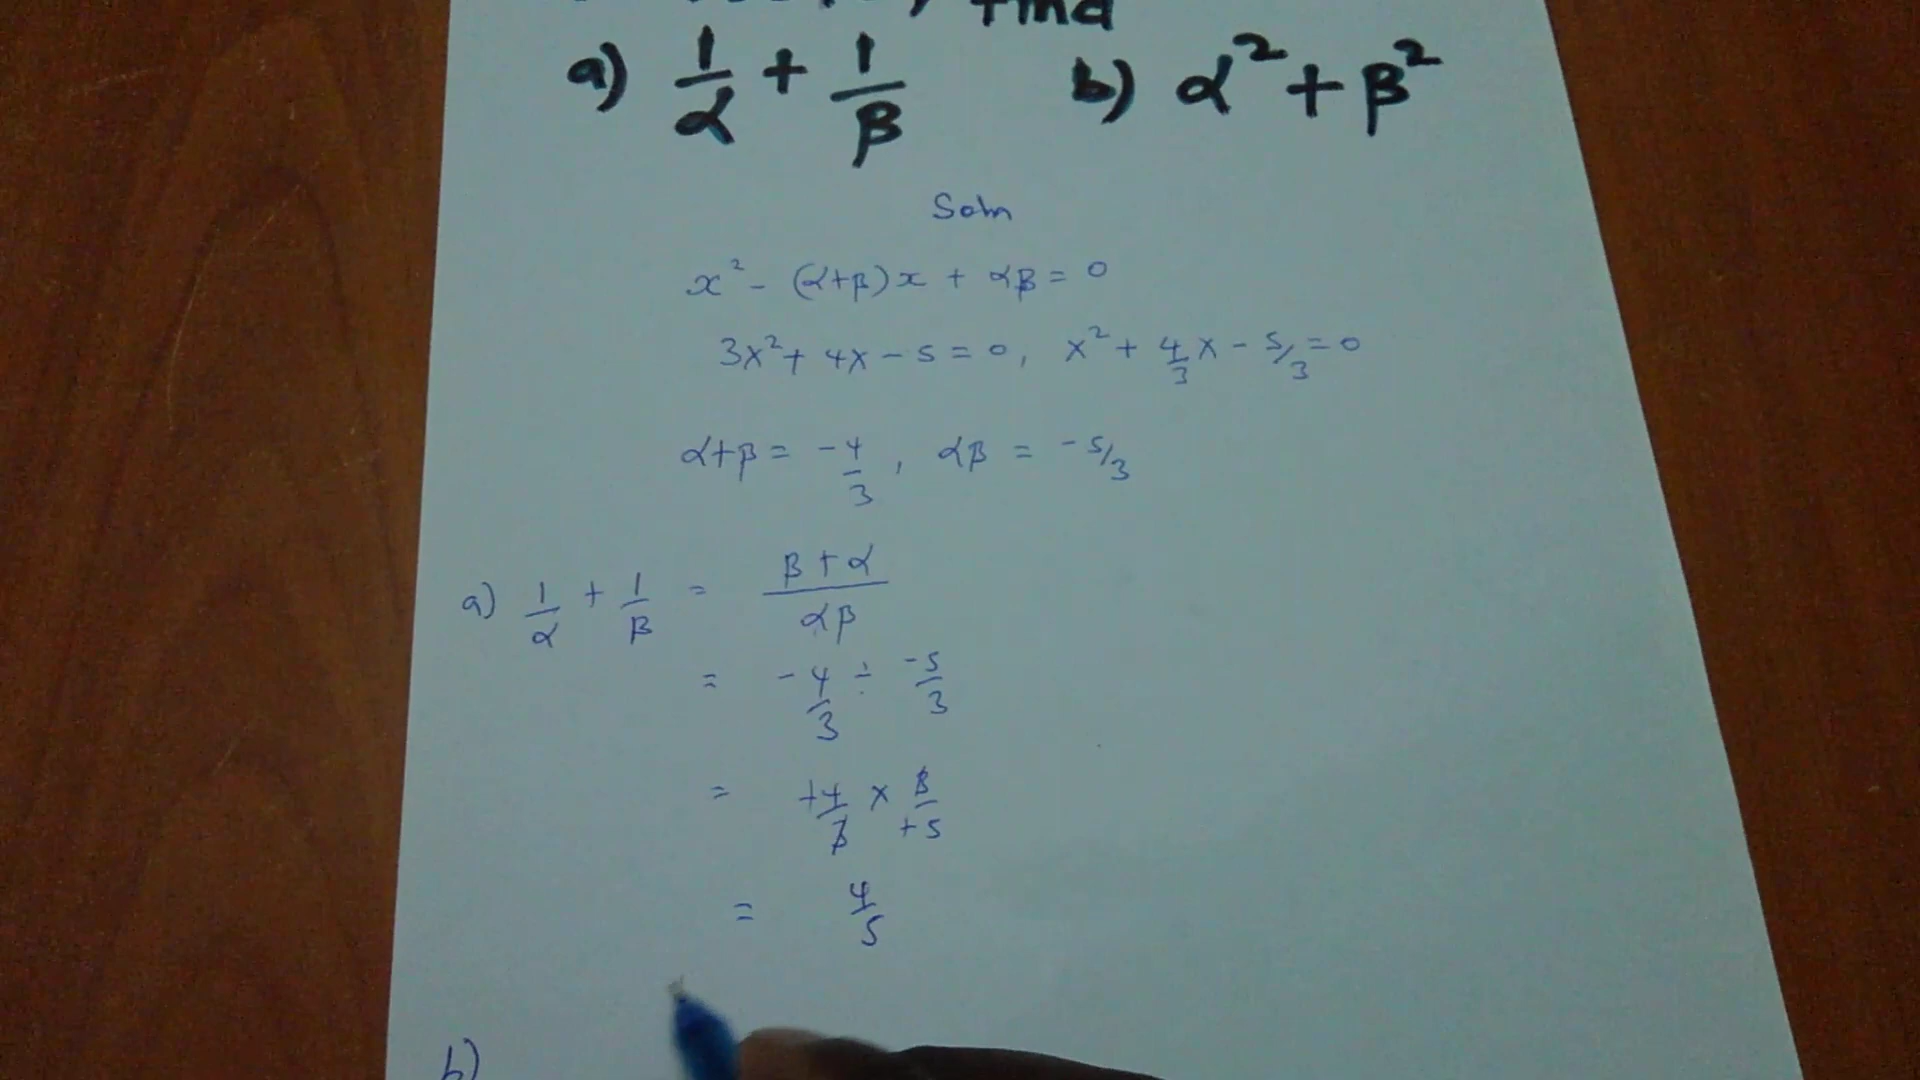 find
a) 1/α + 1/β b) α² + β²
Soln
x² - (α+β)x + αβ = 0
3x² + 4x - 5 = 0, x² + 4/3 x - 5/3 = 0
α+β = -4/3, αβ = -5/3
a) 1/α + 1/β = β + α / αβ
= -4/3 ÷ -5/3
= +4/3 × 3/+5
= 4/5
b)